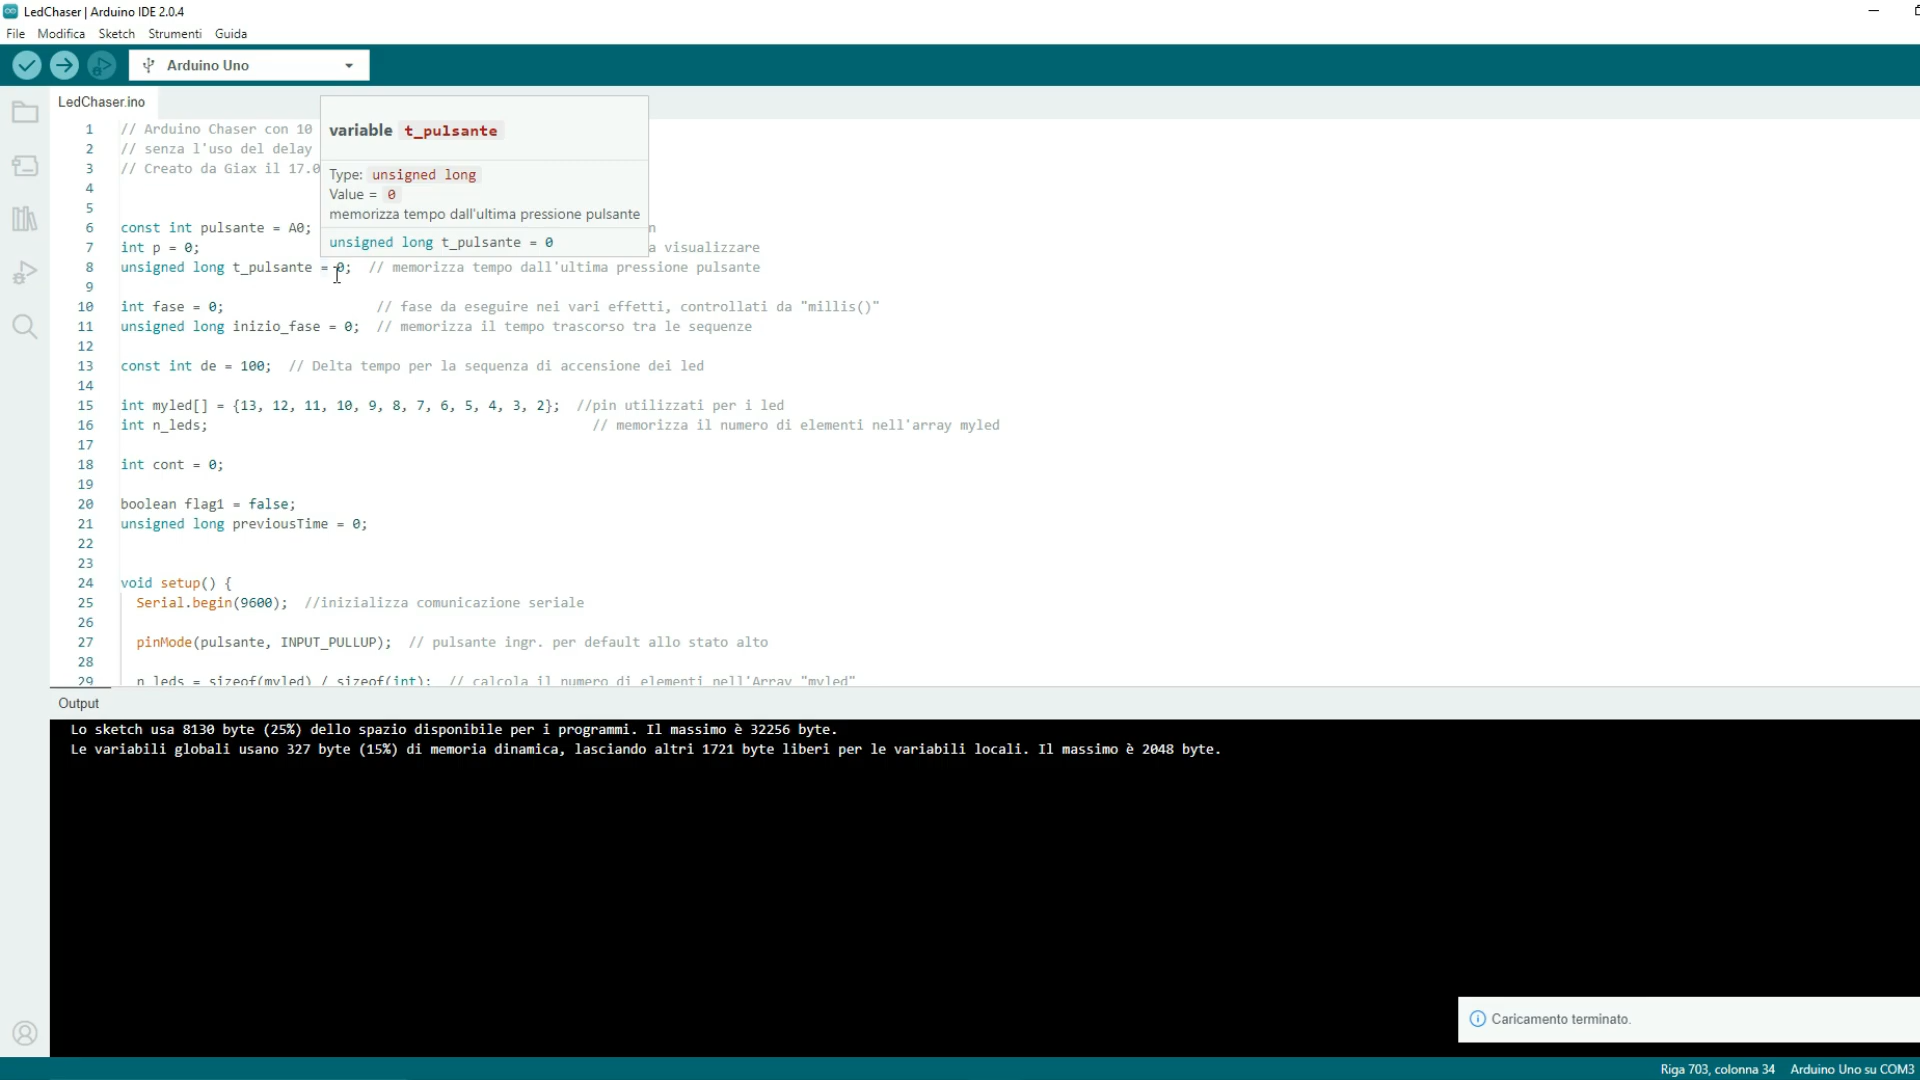 LedChaser | Arduino IDE 2.0.4
File Modifica Sketch Strumenti Guida
Arduino Uno
LedChaser.ino
1 // Arduino Chaser con 10
2 // senza l'uso del delay
3 // Creato da Giax il 17.0
4
5
6 const int pulsante = A0;
7 int p = 0; a visualizzare
8 unsigned long t_pulsante = 0; // memorizza tempo dall'ultima pressione pulsante
9
10 int fase = 0; // fase da eseguire nei vari effetti, controllati da "millis()"
11 unsigned long inizio_fase = 0; // memorizza il tempo trascorso tra le sequenze
12
13 const int de = 100; // Delta tempo per la sequenza di accensione dei led
14
15 int myled[] = {13, 12, 11, 10, 9, 8, 7, 6, 5, 4, 3, 2}; //pin utilizzati per i led
16 int n_leds; // memorizza il numero di elementi nell'array myled
17
18 int cont = 0;
19
20 boolean flag1 = false;
21 unsigned long previousTime = 0;
22
23
24 void setup() {
25 Serial.begin(9600); //inizializza comunicazione seriale
26
27 pinMode(pulsante, INPUT_PULLUP); // pulsante ingr. per default allo stato alto
28
29 n_leds = sizeof(myled) / sizeof(int); // calcola il numero di elementi nell'Array "myled"
variable t_pulsante
Type: unsigned long
Value = 0
memorizza tempo dall'ultima pressione pulsante
unsigned long t_pulsante = 0
Output
Lo sketch usa 8130 byte (25%) dello spazio disponibile per i programmi. Il massimo è 32256 byte.
Le variabili globali usano 327 byte (15%) di memoria dinamica, lasciando altri 1721 byte liberi per le variabili locali. Il massimo è 2048 byte.
Caricamento terminato.
Riga 703, colonna 34 Arduino Uno su COM3